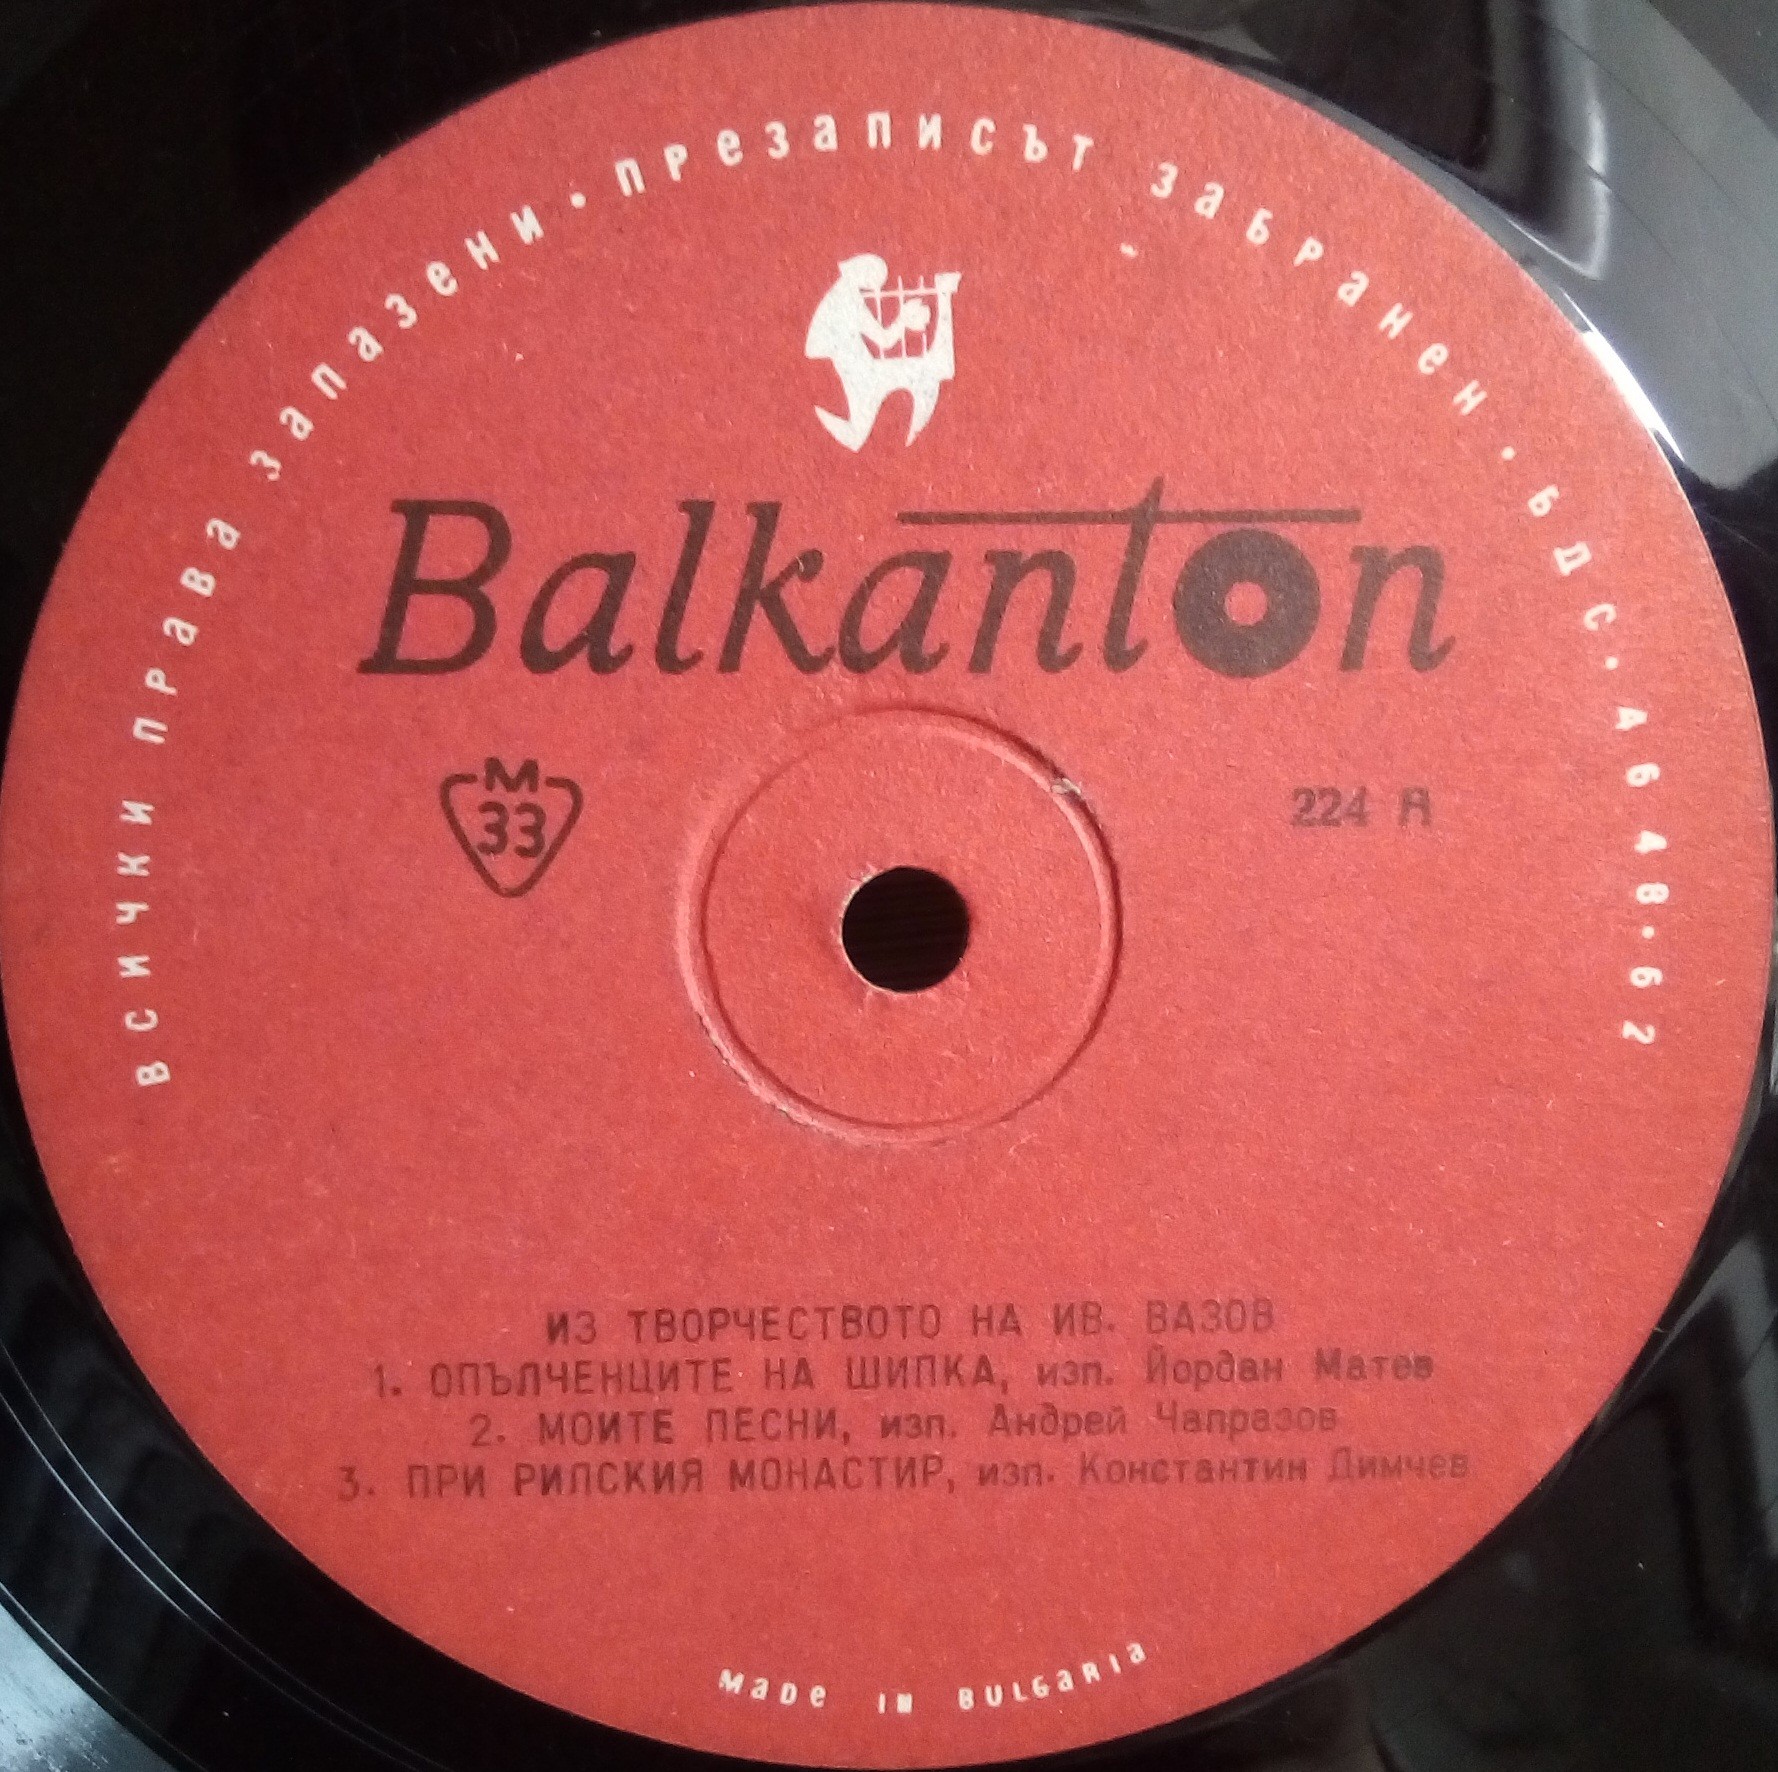 ВСИЧКИ ПРАВА ЗАПАЗЕНИ · ПРЕЗАПИСЪТ ЗАБРАНЕН · БДС · 4648 · 62
Balkanton
М
33
224 А
ИЗ ТВОРЧЕСТВОТО НА ИВ. ВАЗОВ
1. ОПЪЛЧЕНЦИТЕ НА ШИПКА, изп. Йордан Матев
2. МОИТЕ ПЕСНИ, изп. Андрей Чапразов
3. ПРИ РИЛСКИЯ МОНАСТИР, изп. Константин Димчев
MADE IN BULGARIA